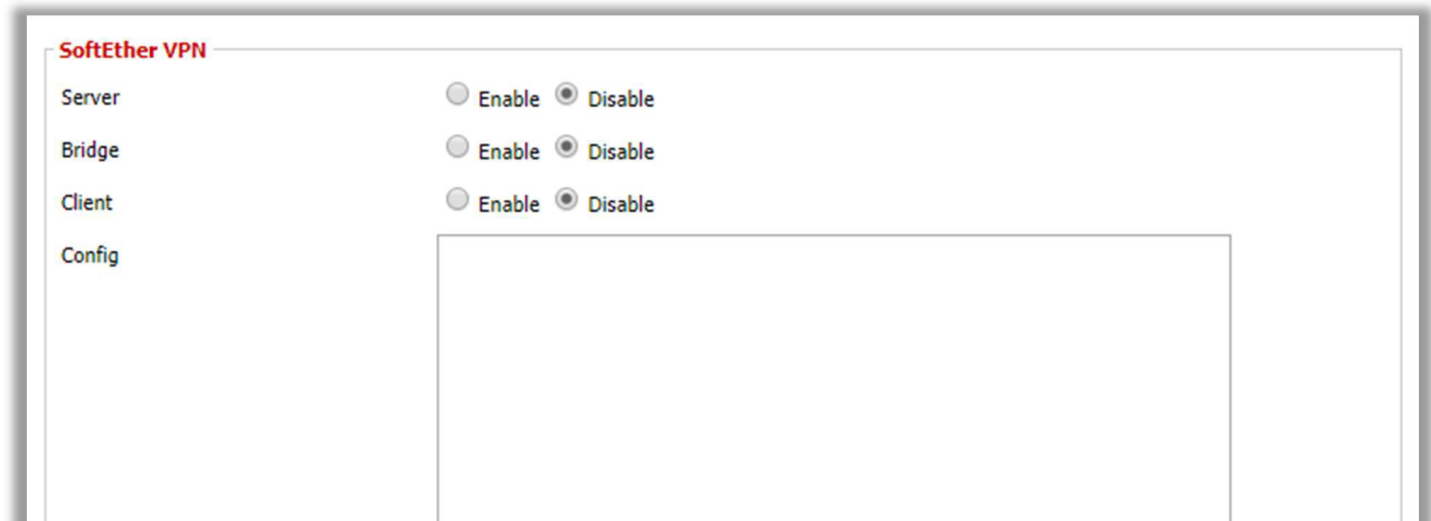 SoftEther VPN
Server Enable Disable
Bridge Enable Disable
Client Enable Disable
Config